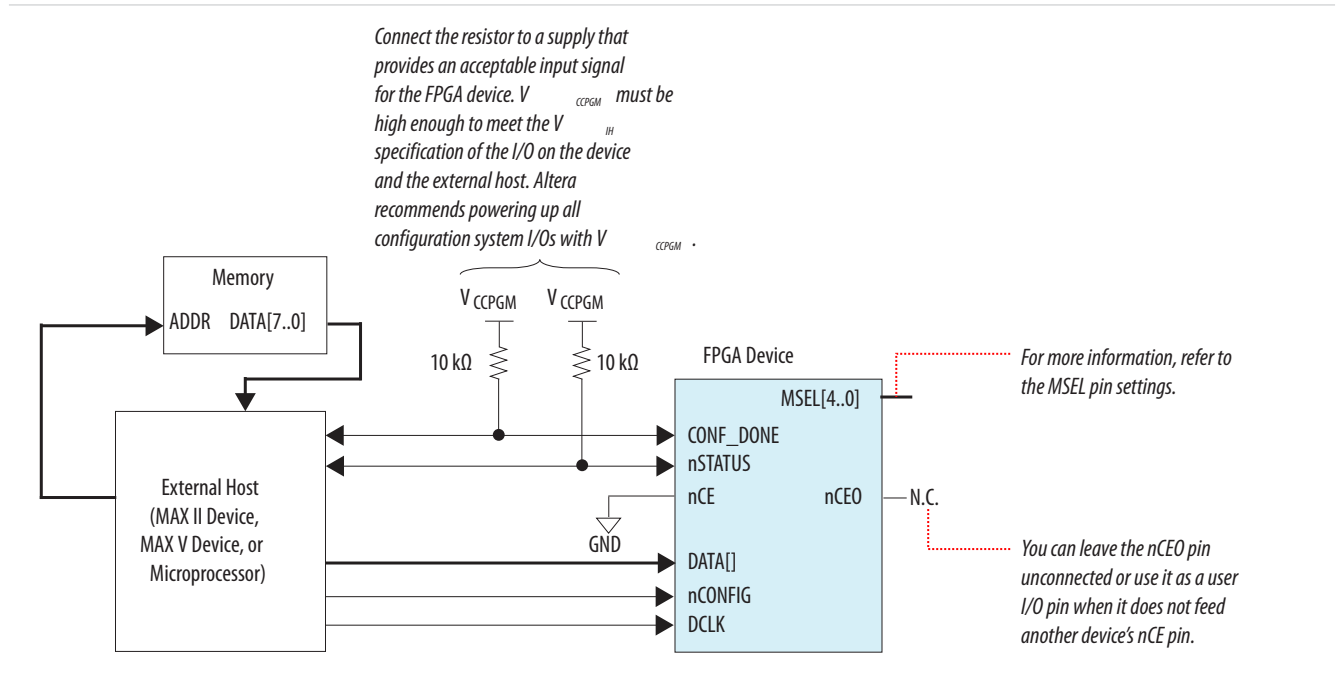 Connect the resistor to a supply that
provides an acceptable input signal
for the FPGA device. V CCPGM must be
high enough to meet the V IH
specification of the I/O on the device
and the external host. Altera
recommends powering up all
configuration system I/Os with V CCPGM .
Memory
ADDR DATA[7..0]
V CCPGM V CCPGM
10 kΩ 10 kΩ
FPGA Device
MSEL[4..0]
For more information, refer to
the MSEL pin settings.
CONF_DONE
nSTATUS
nCE nCEO N.C.
GND
External Host
(MAX II Device,
MAX V Device, or
Microprocessor)
DATA[]
nCONFIG
DCLK
You can leave the nCEO pin
unconnected or use it as a user
I/O pin when it does not feed
another device's nCE pin.